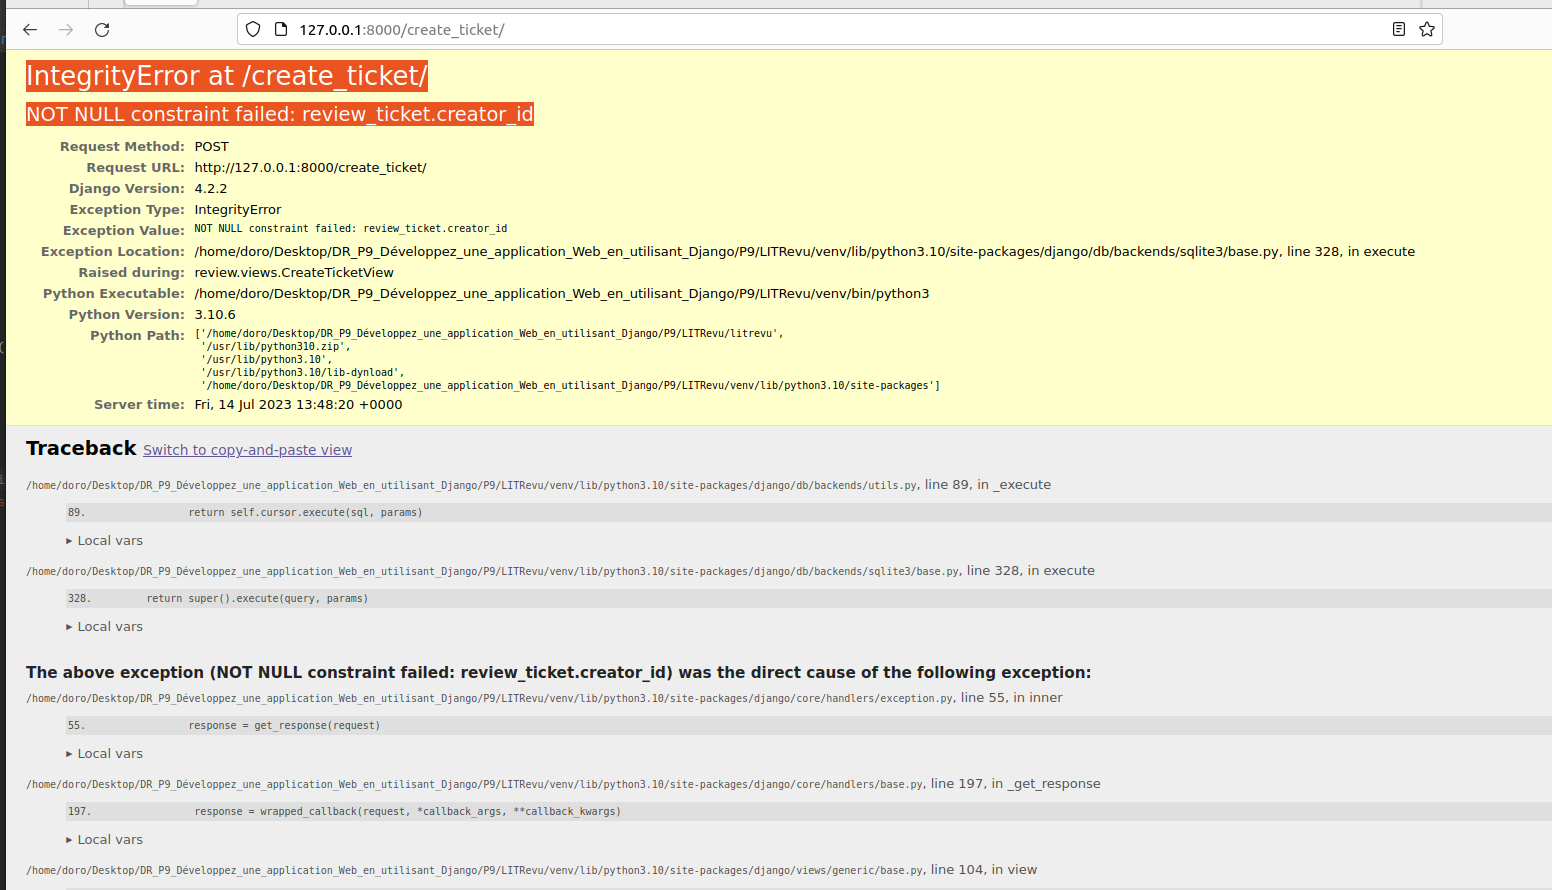 127.0.0.1:8000/create_ticket/
IntegrityError at /create_ticket/
NOT NULL constraint failed: review_ticket.creator_id
Request Method: POST
Request URL: http://127.0.0.1:8000/create_ticket/
Django Version: 4.2.2
Exception Type: IntegrityError
Exception Value: NOT NULL constraint failed: review_ticket.creator_id
Exception Location: /home/doro/Desktop/DR_P9_Développez_une_application_Web_en_utilisant_Django/P9/LITRevu/venv/lib/python3.10/site-packages/django/db/backends/sqlite3/base.py, line 328, in execute
Raised during: review.views.CreateTicketView
Python Executable: /home/doro/Desktop/DR_P9_Développez_une_application_Web_en_utilisant_Django/P9/LITRevu/venv/bin/python3
Python Version: 3.10.6
Python Path: ['/home/doro/Desktop/DR_P9_Développez_une_application_Web_en_utilisant_Django/P9/LITRevu/litrevu',
'/usr/lib/python310.zip',
'/usr/lib/python3.10',
'/usr/lib/python3.10/lib-dynload',
'/home/doro/Desktop/DR_P9_Développez_une_application_Web_en_utilisant_Django/P9/LITRevu/venv/lib/python3.10/site-packages']
Server time: Fri, 14 Jul 2023 13:48:20 +0000
Traceback Switch to copy-and-paste view
/home/doro/Desktop/DR_P9_Développez_une_application_Web_en_utilisant_Django/P9/LITRevu/venv/lib/python3.10/site-packages/django/db/backends/utils.py, line 89, in _execute
89. return self.cursor.execute(sql, params)
▸ Local vars
/home/doro/Desktop/DR_P9_Développez_une_application_Web_en_utilisant_Django/P9/LITRevu/venv/lib/python3.10/site-packages/django/db/backends/sqlite3/base.py, line 328, in execute
328. return super().execute(query, params)
▸ Local vars
The above exception (NOT NULL constraint failed: review_ticket.creator_id) was the direct cause of the following exception:
/home/doro/Desktop/DR_P9_Développez_une_application_Web_en_utilisant_Django/P9/LITRevu/venv/lib/python3.10/site-packages/django/core/handlers/exception.py, line 55, in inner
55. response = get_response(request)
▸ Local vars
/home/doro/Desktop/DR_P9_Développez_une_application_Web_en_utilisant_Django/P9/LITRevu/venv/lib/python3.10/site-packages/django/core/handlers/base.py, line 197, in _get_response
197. response = wrapped_callback(request, *callback_args, **callback_kwargs)
▸ Local vars
/home/doro/Desktop/DR_P9_Développez_une_application_Web_en_utilisant_Django/P9/LITRevu/venv/lib/python3.10/site-packages/django/views/generic/base.py, line 104, in view